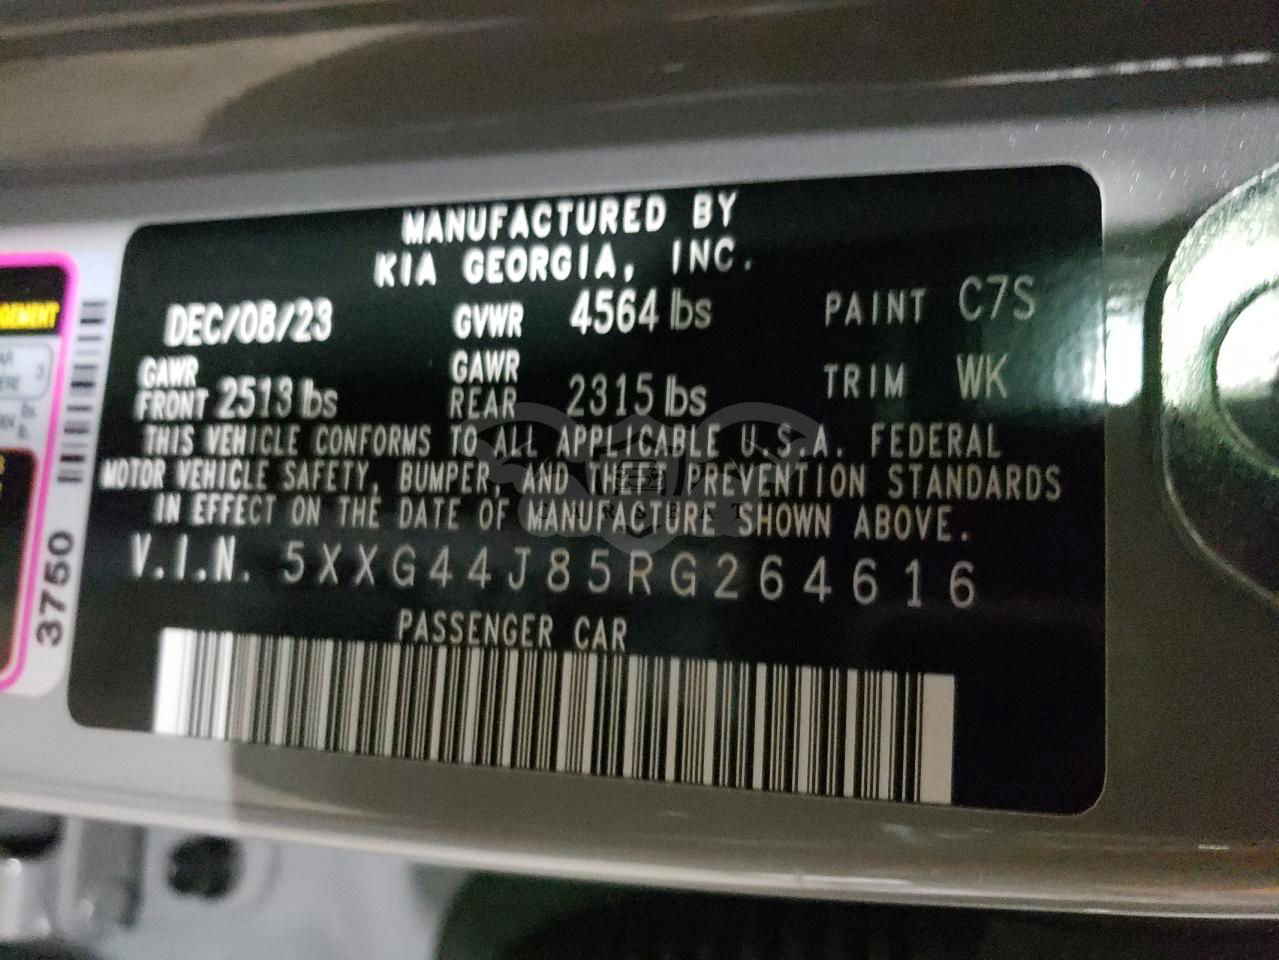 MANUFACTURED BY
KIA GEORGIA, INC.
DEC/08/23 GVWR 4564 lbs PAINT C7S
GAWR FRONT 2513 lbs GAWR REAR 2315 lbs TRIM WK
THIS VEHICLE CONFORMS TO ALL APPLICABLE U.S.A. FEDERAL
MOTOR VEHICLE SAFETY, BUMPER, AND THEFT PREVENTION STANDARDS
IN EFFECT ON THE DATE OF MANUFACTURE SHOWN ABOVE.
V.I.N. 5XXG44J85RG264616
PASSENGER CAR
3750